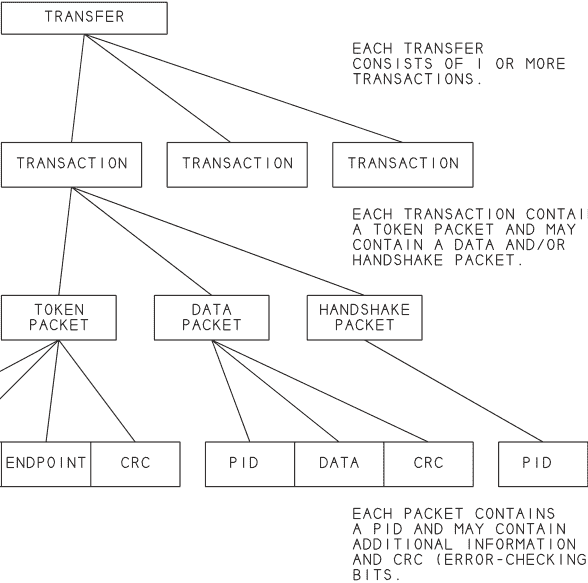 TRANSFER
EACH TRANSFER
CONSISTS OF 1 OR MORE
TRANSACTIONS.
TRANSACTION
TRANSACTION
TRANSACTION
EACH TRANSACTION CONTAI
A TOKEN PACKET AND MAY
CONTAIN A DATA AND/OR
HANDSHAKE PACKET.
TOKEN
PACKET
DATA
PACKET
HANDSHAKE
PACKET
ENDPOINT
CRC
PID
DATA
CRC
PID
EACH PACKET CONTAINS
A PID AND MAY CONTAIN
ADDITIONAL INFORMATION
AND CRC (ERROR-CHECKING
BITS.